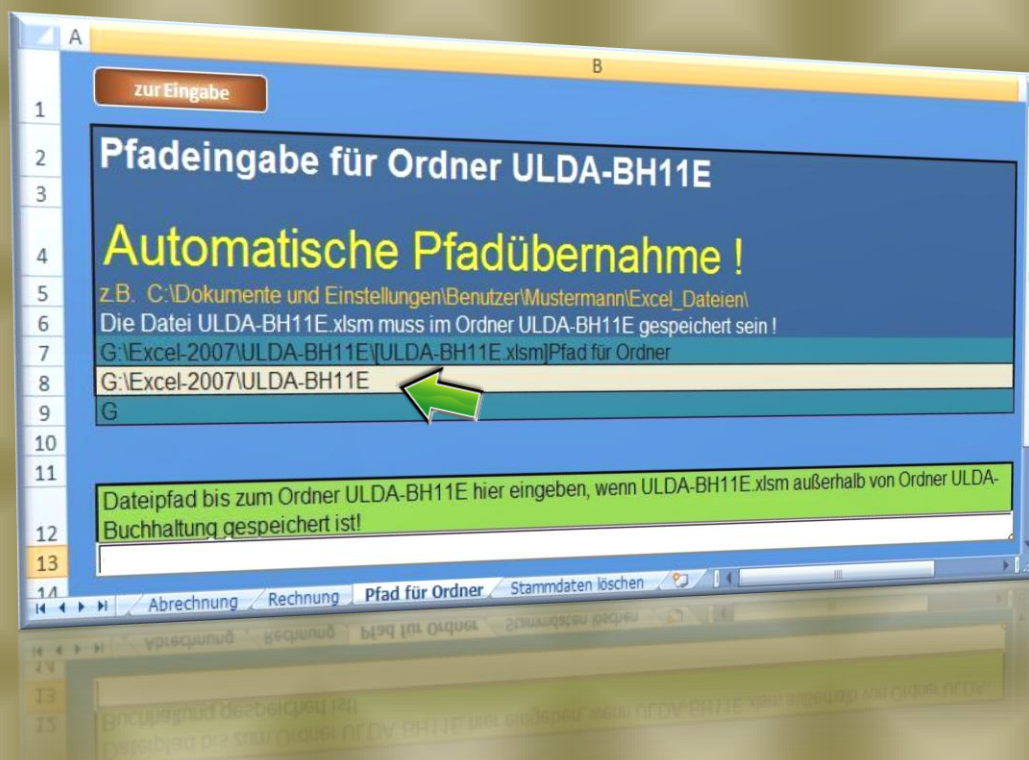 A
B
zur Eingabe
1
2
Pfadeingabe für Ordner ULDA-BH11E
3
4
Automatische Pfadübernahme !
5
z.B. C:\Dokumente und Einstellungen\Benutzer\Mustermann\Excel_Dateien\
6
Die Datei ULDA-BH11E.xlsm muss im Ordner ULDA-BH11E gespeichert sein !
7
G:\Excel-2007\ULDA-BH11E\[ULDA-BH11E.xlsm]Pfad für Ordner
8
G:\Excel-2007\ULDA-BH11E
9
G
10
11
Dateipfad bis zum Ordner ULDA-BH11E hier eingeben, wenn ULDA-BH11E.xlsm außerhalb von Ordner ULDA-
12
Buchhaltung gespeichert ist!
13
14
Abrechnung Rechnung Pfad für Ordner Stammdaten löschen